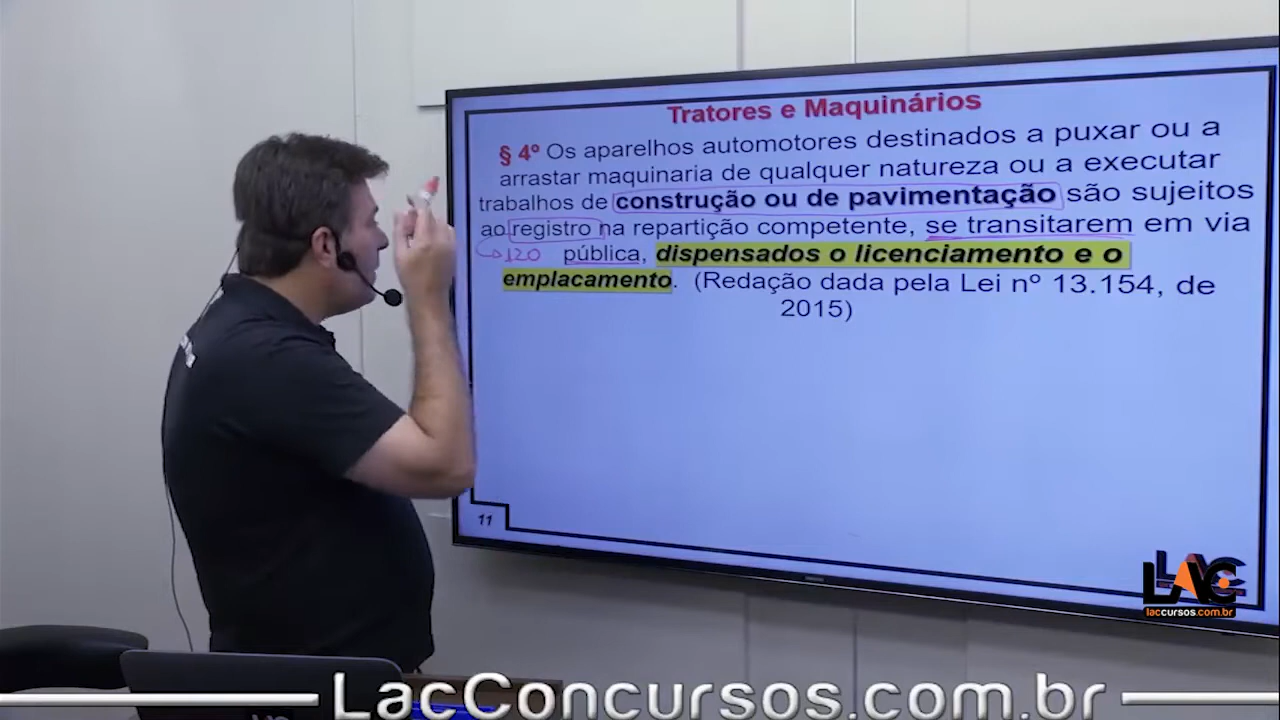 Tratores e Maquinários
§ 4º Os aparelhos automotores destinados a puxar ou a
arrastar maquinaria de qualquer natureza ou a executar
trabalhos de construção ou de pavimentação são sujeitos
ao registro na repartição competente, se transitarem em via
120 pública, dispensados o licenciamento e o
emplacamento. (Redação dada pela Lei nº 13.154, de
2015)
11
LAC
laccursos.com.br
LacConcursos.com.br